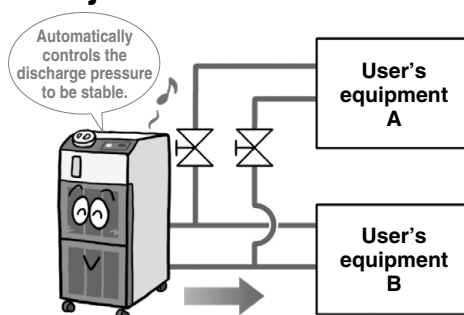 Automatically
controls the
discharge pressure
to be stable.
User's
equipment
A
User's
equipment
B